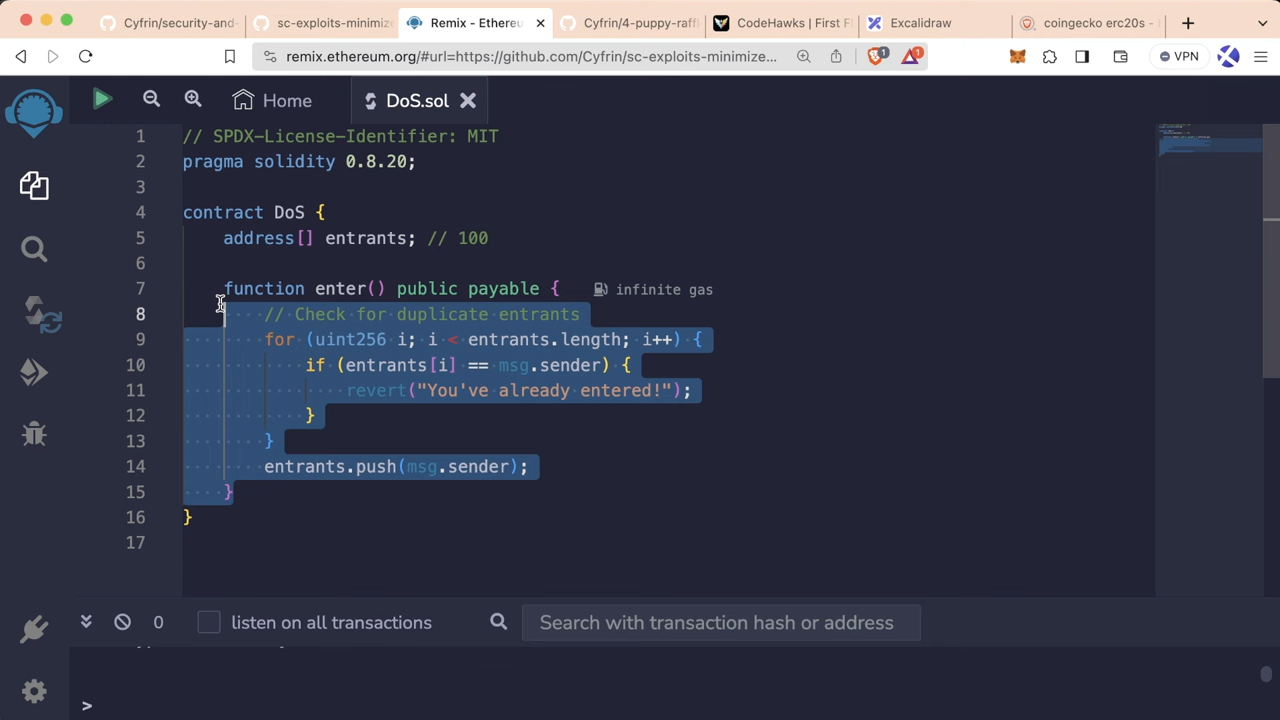 Cyfrin/security-and-
sc-exploits-minimize
Remix - Ethereu
Cyfrin/4-puppy-raff
CodeHawks | First F
Excalidraw
coingecko erc20s -
remix.ethereum.org/#url=https://github.com/Cyfrin/sc-exploits-minimize...
1
1
VPN
Home
DoS.sol
1 // SPDX-License-Identifier: MIT
2 pragma solidity 0.8.20;
3
4 contract DoS {
5 address[] entrants; // 100
6
7 function enter() public payable { infinite gas
8 // Check for duplicate entrants
9 for (uint256 i; i < entrants.length; i++) {
10 if (entrants[i] == msg.sender) {
11 revert("You've already entered!");
12 }
13 }
14 entrants.push(msg.sender);
15 }
16 }
17
0
listen on all transactions
Search with transaction hash or address
>